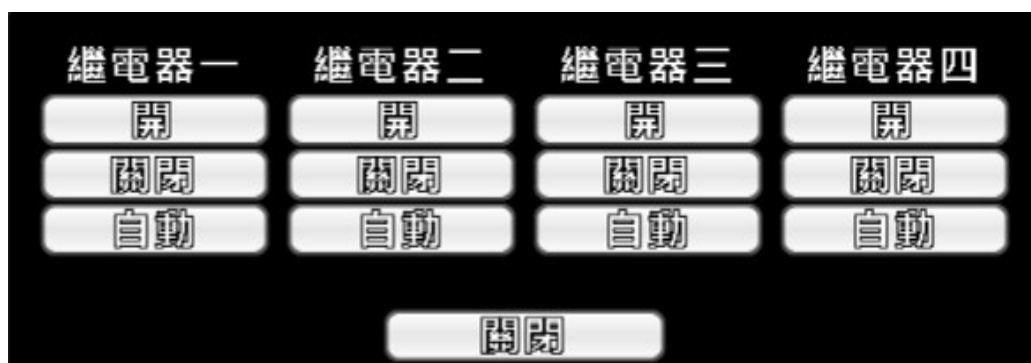 繼電器一 繼電器二 繼電器三 繼電器四
開 開 開 開
關閉 關閉 關閉 關閉
自動 自動 自動 自動
關閉